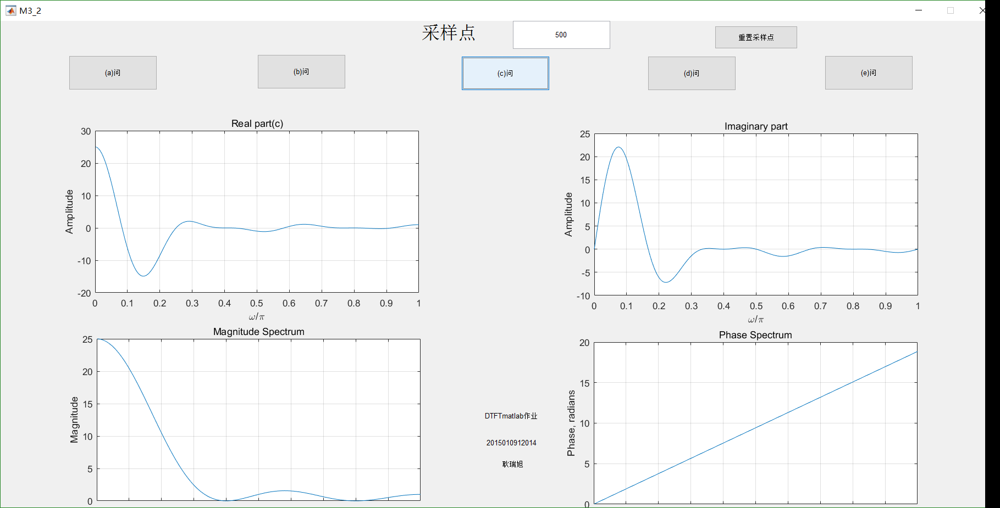 M3_2
采样点
500
重置采样点
(a)问
(b)问
(c)问
(d)问
(e)问
Real part(c)
Amplitude
30
20
10
0
-10
-20
0 0.1 0.2 0.3 0.4 0.5 0.6 0.7 0.8 0.9 1
ω/π
Imaginary part
Amplitude
25
20
15
10
5
0
-5
-10
0 0.1 0.2 0.3 0.4 0.5 0.6 0.7 0.8 0.9 1
ω/π
Magnitude Spectrum
Magnitude
25
20
15
10
5
0
DTFTmatlab作业
2015010912014
耿瑞旭
Phase Spectrum
Phase, radians
20
15
10
5
0